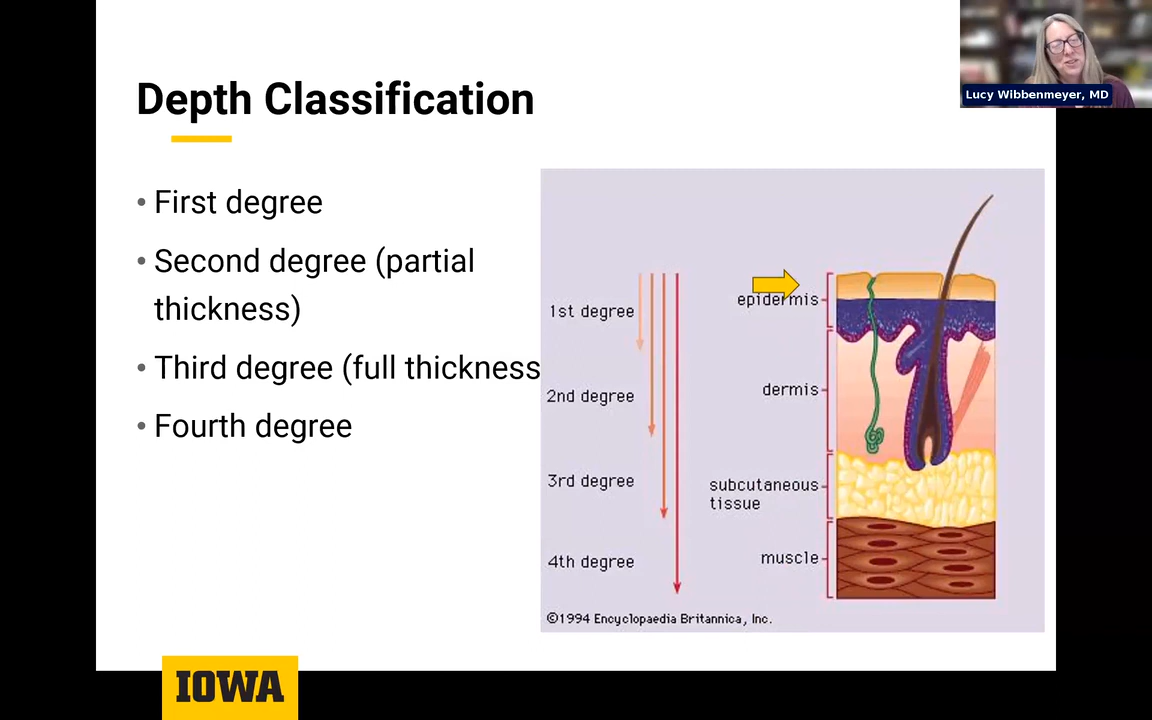 Lucy Wibbenmeyer, MD
Depth Classification
• First degree
• Second degree (partial
thickness)
• Third degree (full thickness
• Fourth degree
1st degree
2nd degree
3rd degree
4th degree
epidermis
dermis
subcutaneous
tissue
muscle
©1994 Encyclopaedia Britannica, Inc.
IOWA